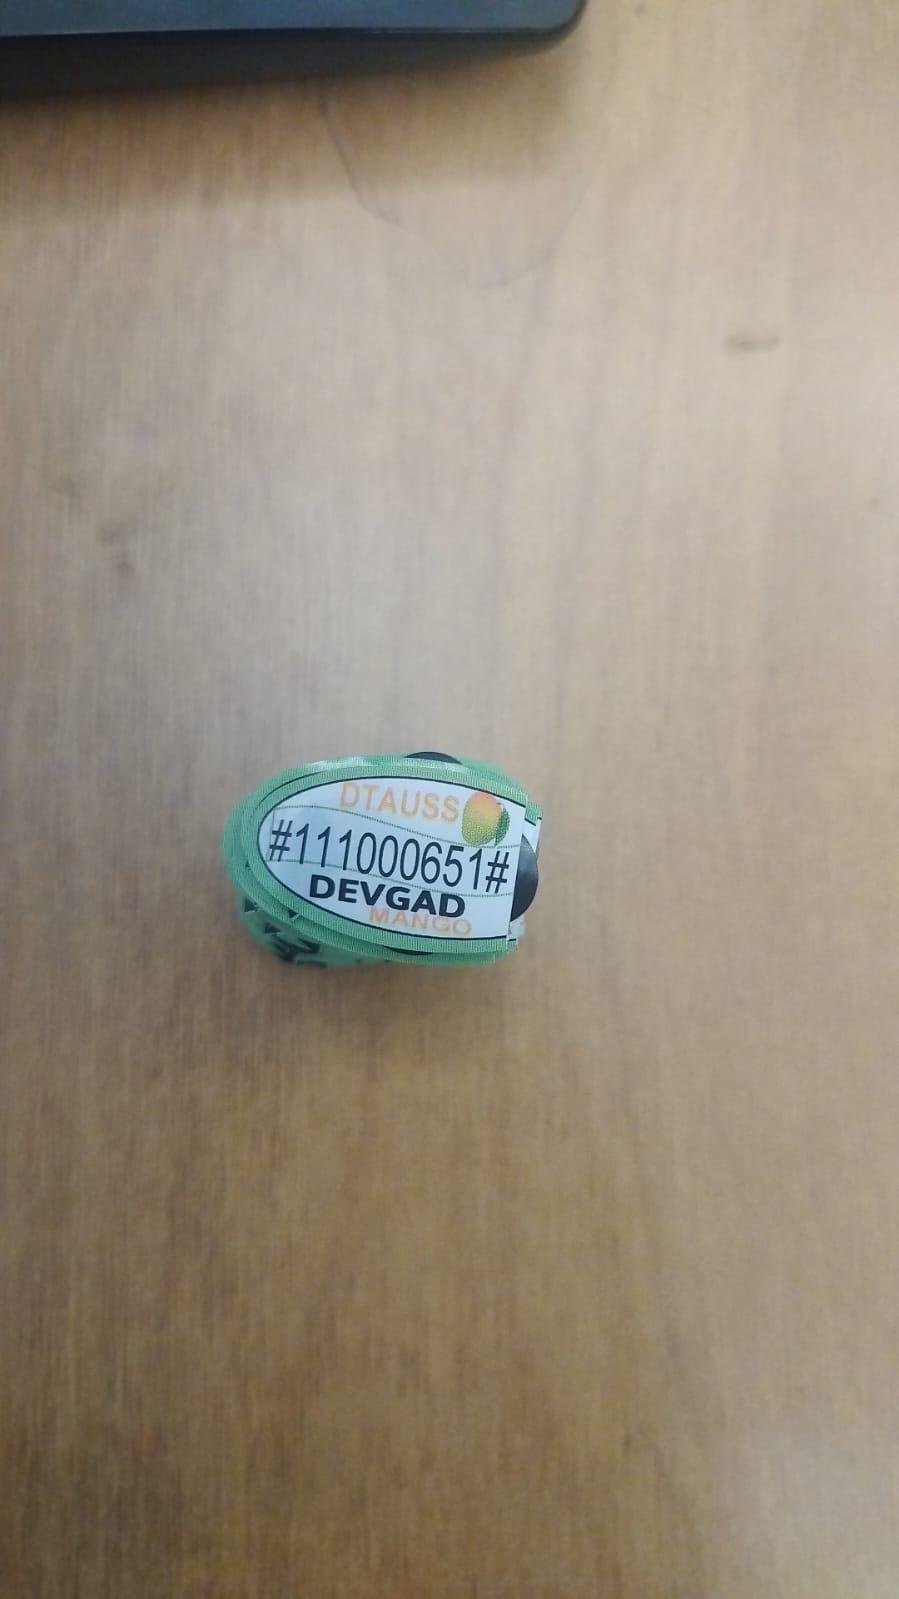 DTAUSS
#111000651#
DEVGAD
MANGO